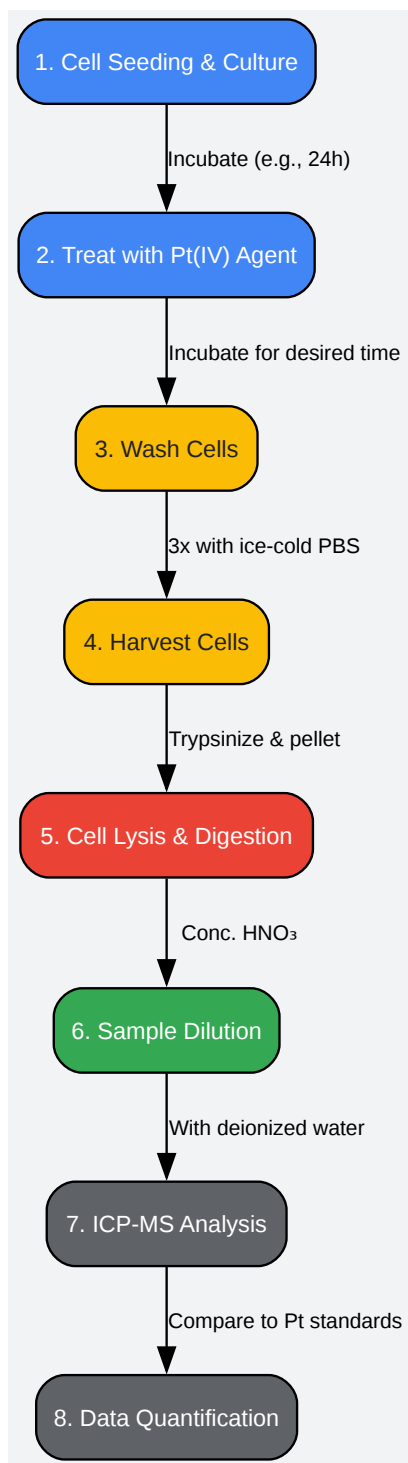 1. Cell Seeding & Culture
Incubate (e.g., 24h)
2. Treat with Pt(IV) Agent
Incubate for desired time
3. Wash Cells
3x with ice-cold PBS
4. Harvest Cells
Trypsinize & pellet
5. Cell Lysis & Digestion
Conc. HNO₃
6. Sample Dilution
With deionized water
7. ICP-MS Analysis
Compare to Pt standards
8. Data Quantification